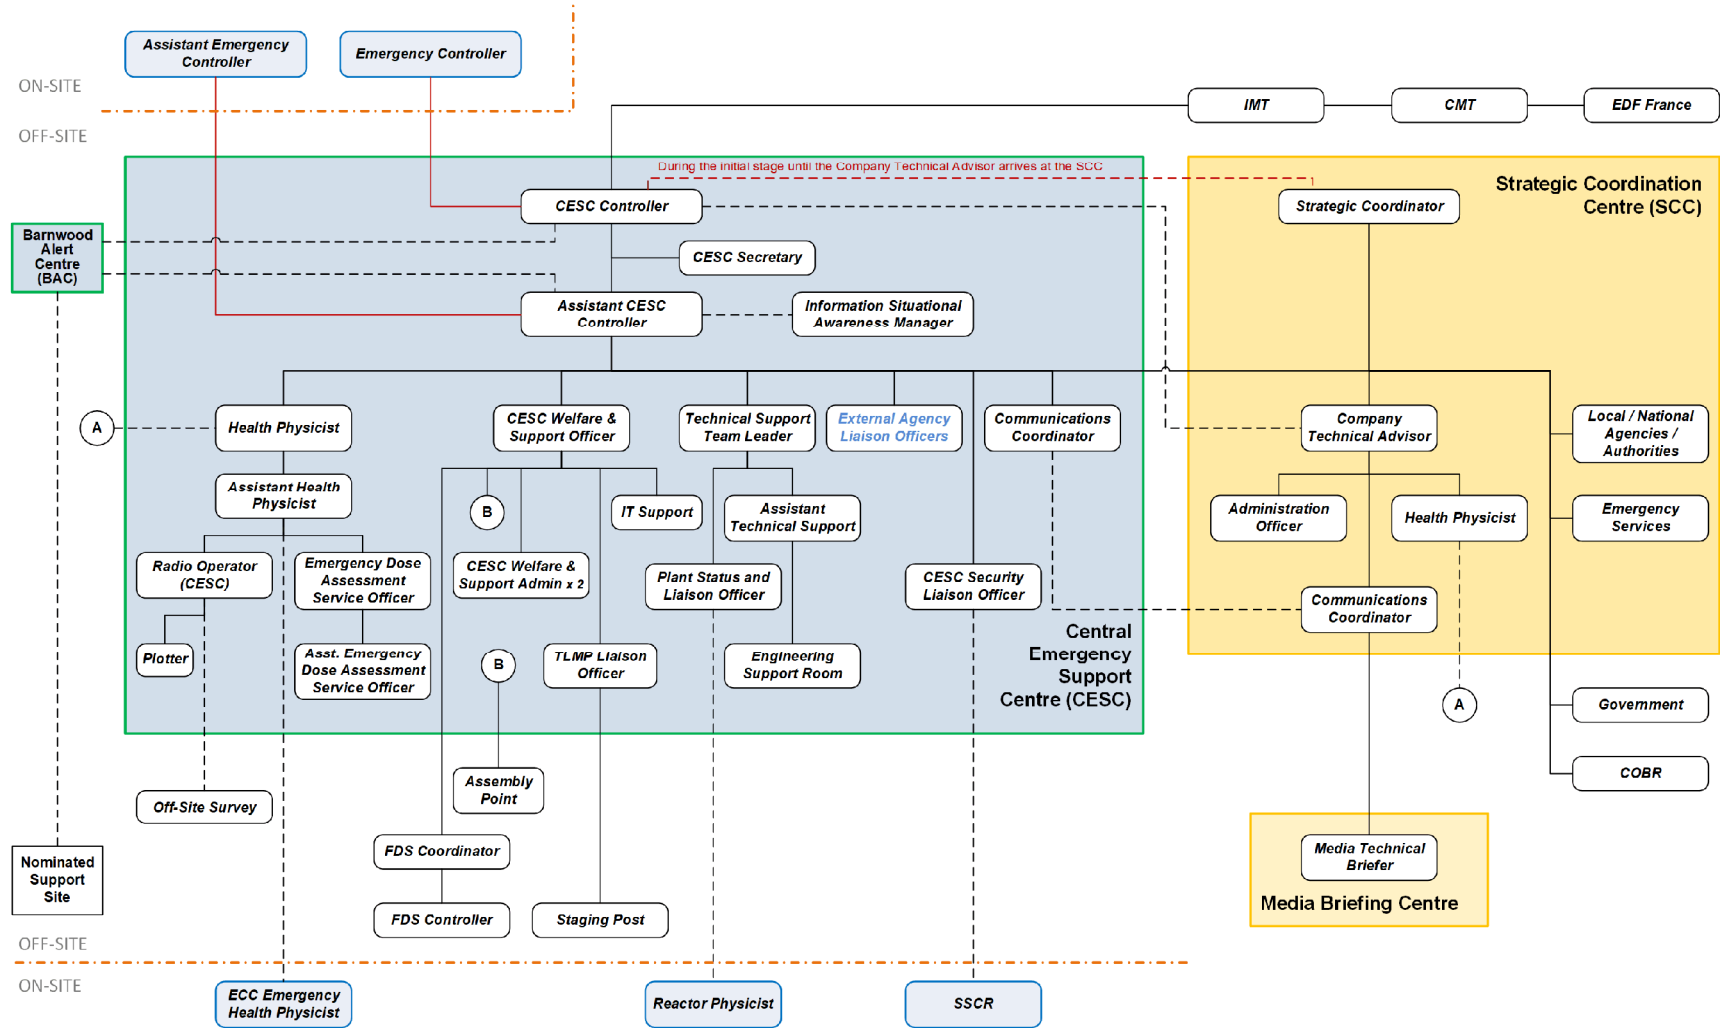 Assistant Emergency
Controller
Emergency Controller
ON-SITE
OFF-SITE
IMT
CMT
EDF France
During the initial stage until the Company Technical Advisor arrives at the SCC
Strategic Coordination
Centre (SCC)
CESC Controller
Strategic Coordinator
Barnwood
Alert
Centre
(BAC)
CESC Secretary
Assistant CESC
Controller
Information Situational
Awareness Manager
A
Health Physicist
CESC Welfare &
Support Officer
Technical Support
Team Leader
External Agency
Liaison Officers
Communications
Coordinator
Company
Technical Advisor
Local / National
Agencies /
Authorities
Assistant Health
Physicist
B
IT Support
Assistant
Technical Support
Administration
Officer
Health Physicist
Emergency
Services
Radio Operator
(CESC)
Emergency Dose
Assessment
Service Officer
CESC Welfare &
Support Admin x 2
Plant Status and
Liaison Officer
CESC Security
Liaison Officer
Communications
Coordinator
Central
Emergency
Support
Centre (CESC)
Plotter
Asst. Emergency
Dose Assessment
Service Officer
B
TLMP Liaison
Officer
Engineering
Support Room
A
Government
COBR
Assembly
Point
Off-Site Survey
FDS Coordinator
Media Technical
Briefer
Media Briefing Centre
Nominated
Support
Site
FDS Controller
Staging Post
OFF-SITE
ON-SITE
ECC Emergency
Health Physicist
Reactor Physicist
SSCR